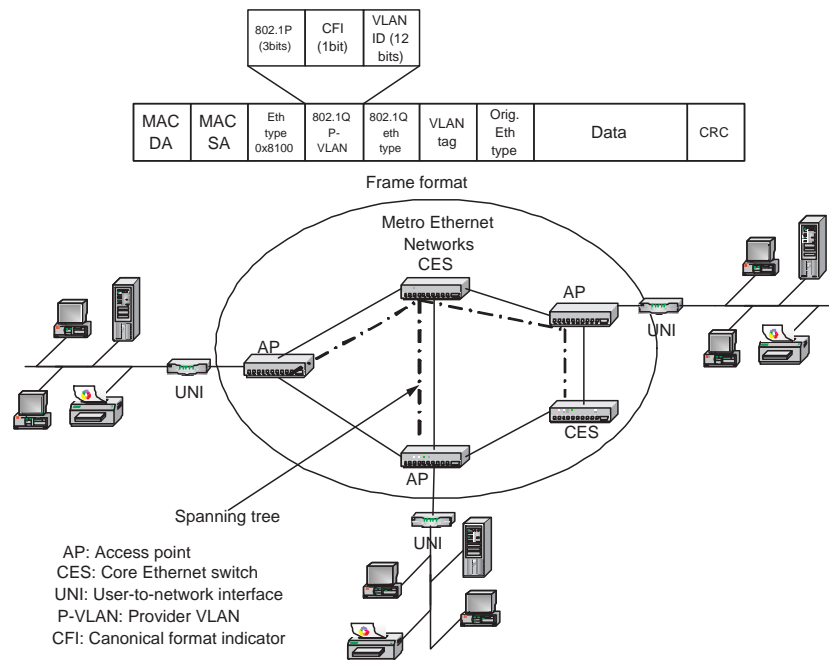 802.1P
(3bits)
CFI
(1bit)
VLAN
ID (12
bits)
MAC
DA
MAC
SA
Eth
type
0x8100
802.1Q
P-
VLAN
802.1Q
eth
type
VLAN
tag
Orig.
Eth
type
Data
CRC
Frame format
Metro Ethernet
Networks
CES
AP
UNI
AP
UNI
CES
AP
UNI
Spanning tree
AP: Access point
CES: Core Ethernet switch
UNI: User-to-network interface
P-VLAN: Provider VLAN
CFI: Canonical format indicator